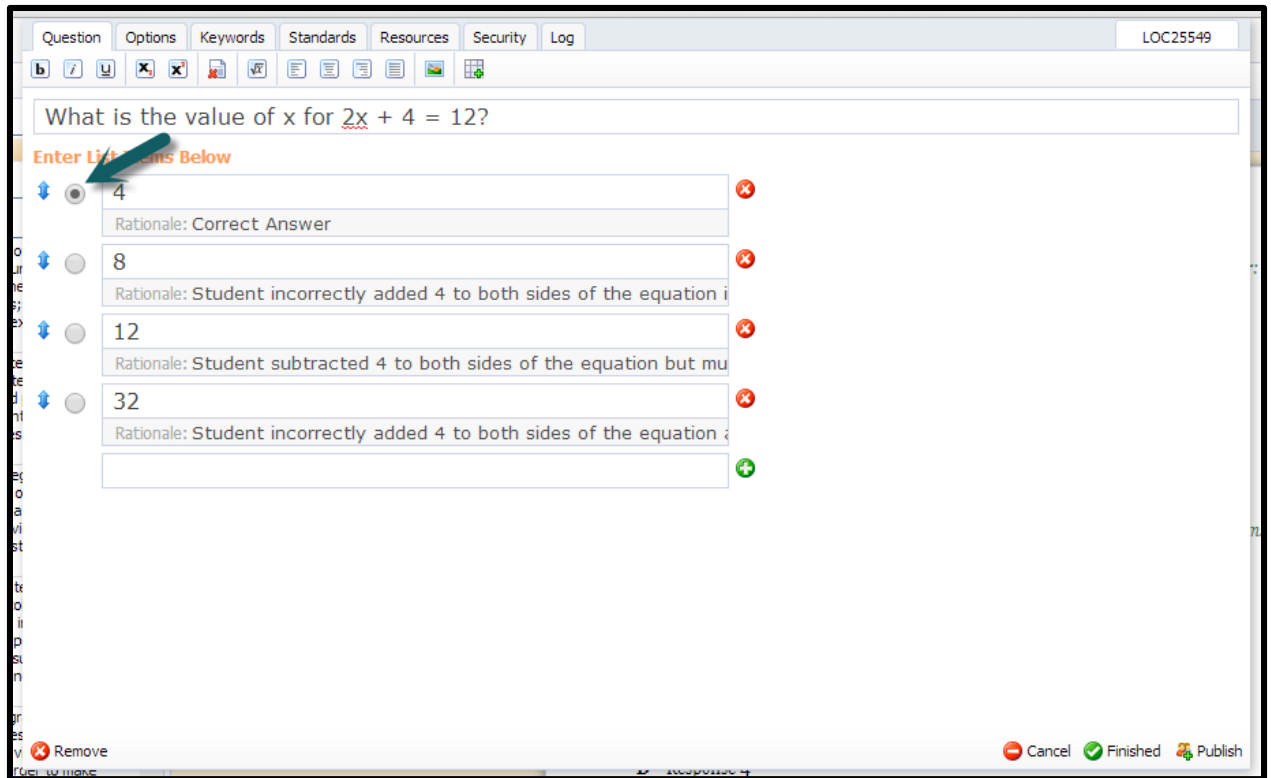 Question Options Keywords Standards Resources Security Log LOC25549
What is the value of x for 2x + 4 = 12?
Enter List Items Below
4
Rationale: Correct Answer
8
Rationale: Student incorrectly added 4 to both sides of the equation i
12
Rationale: Student subtracted 4 to both sides of the equation but mu
32
Rationale: Student incorrectly added 4 to both sides of the equation
Remove Cancel Finished Publish